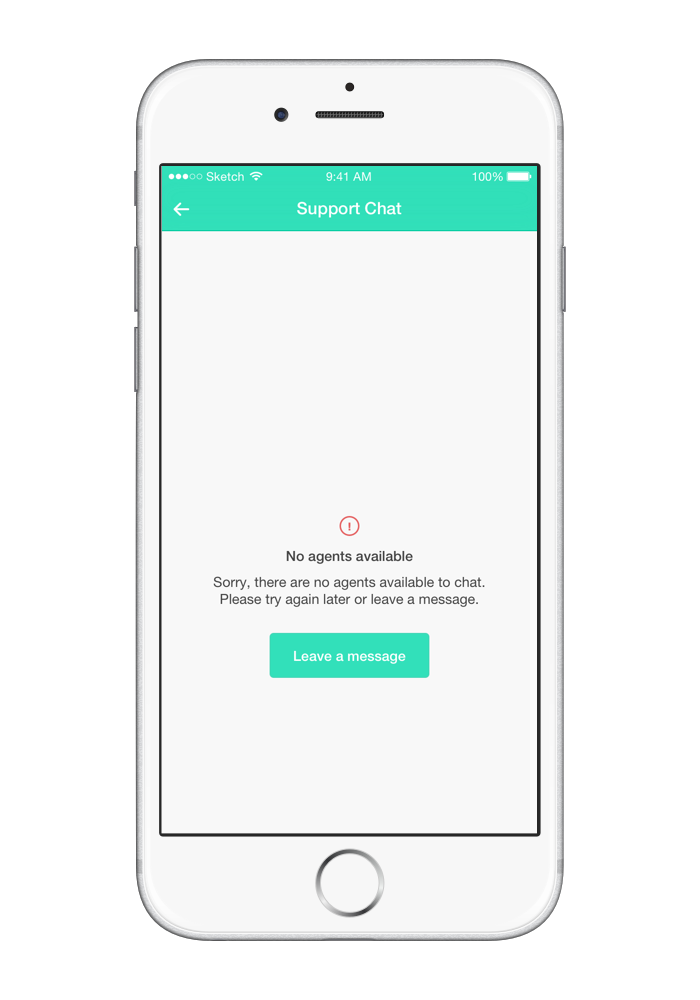 Sketch 9:41 AM 100%
Support Chat
!
No agents available
Sorry, there are no agents available to chat.
Please try again later or leave a message.
Leave a message